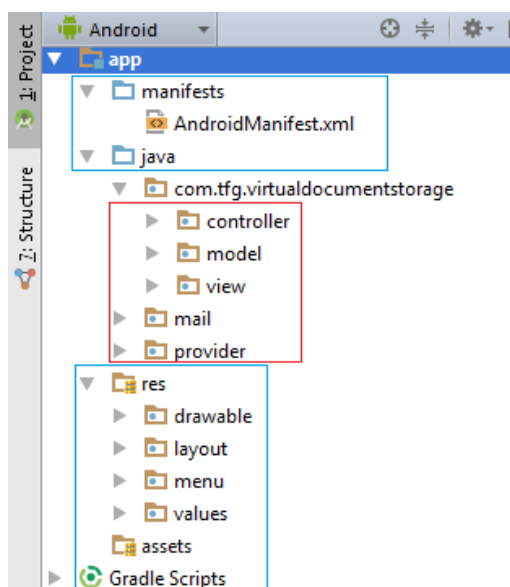 1: Project
7: Structure
Android
app
manifests
AndroidManifest.xml
java
com.tfg.virtualdocumentstorage
controller
model
view
mail
provider
res
drawable
layout
menu
values
assets
Gradle Scripts